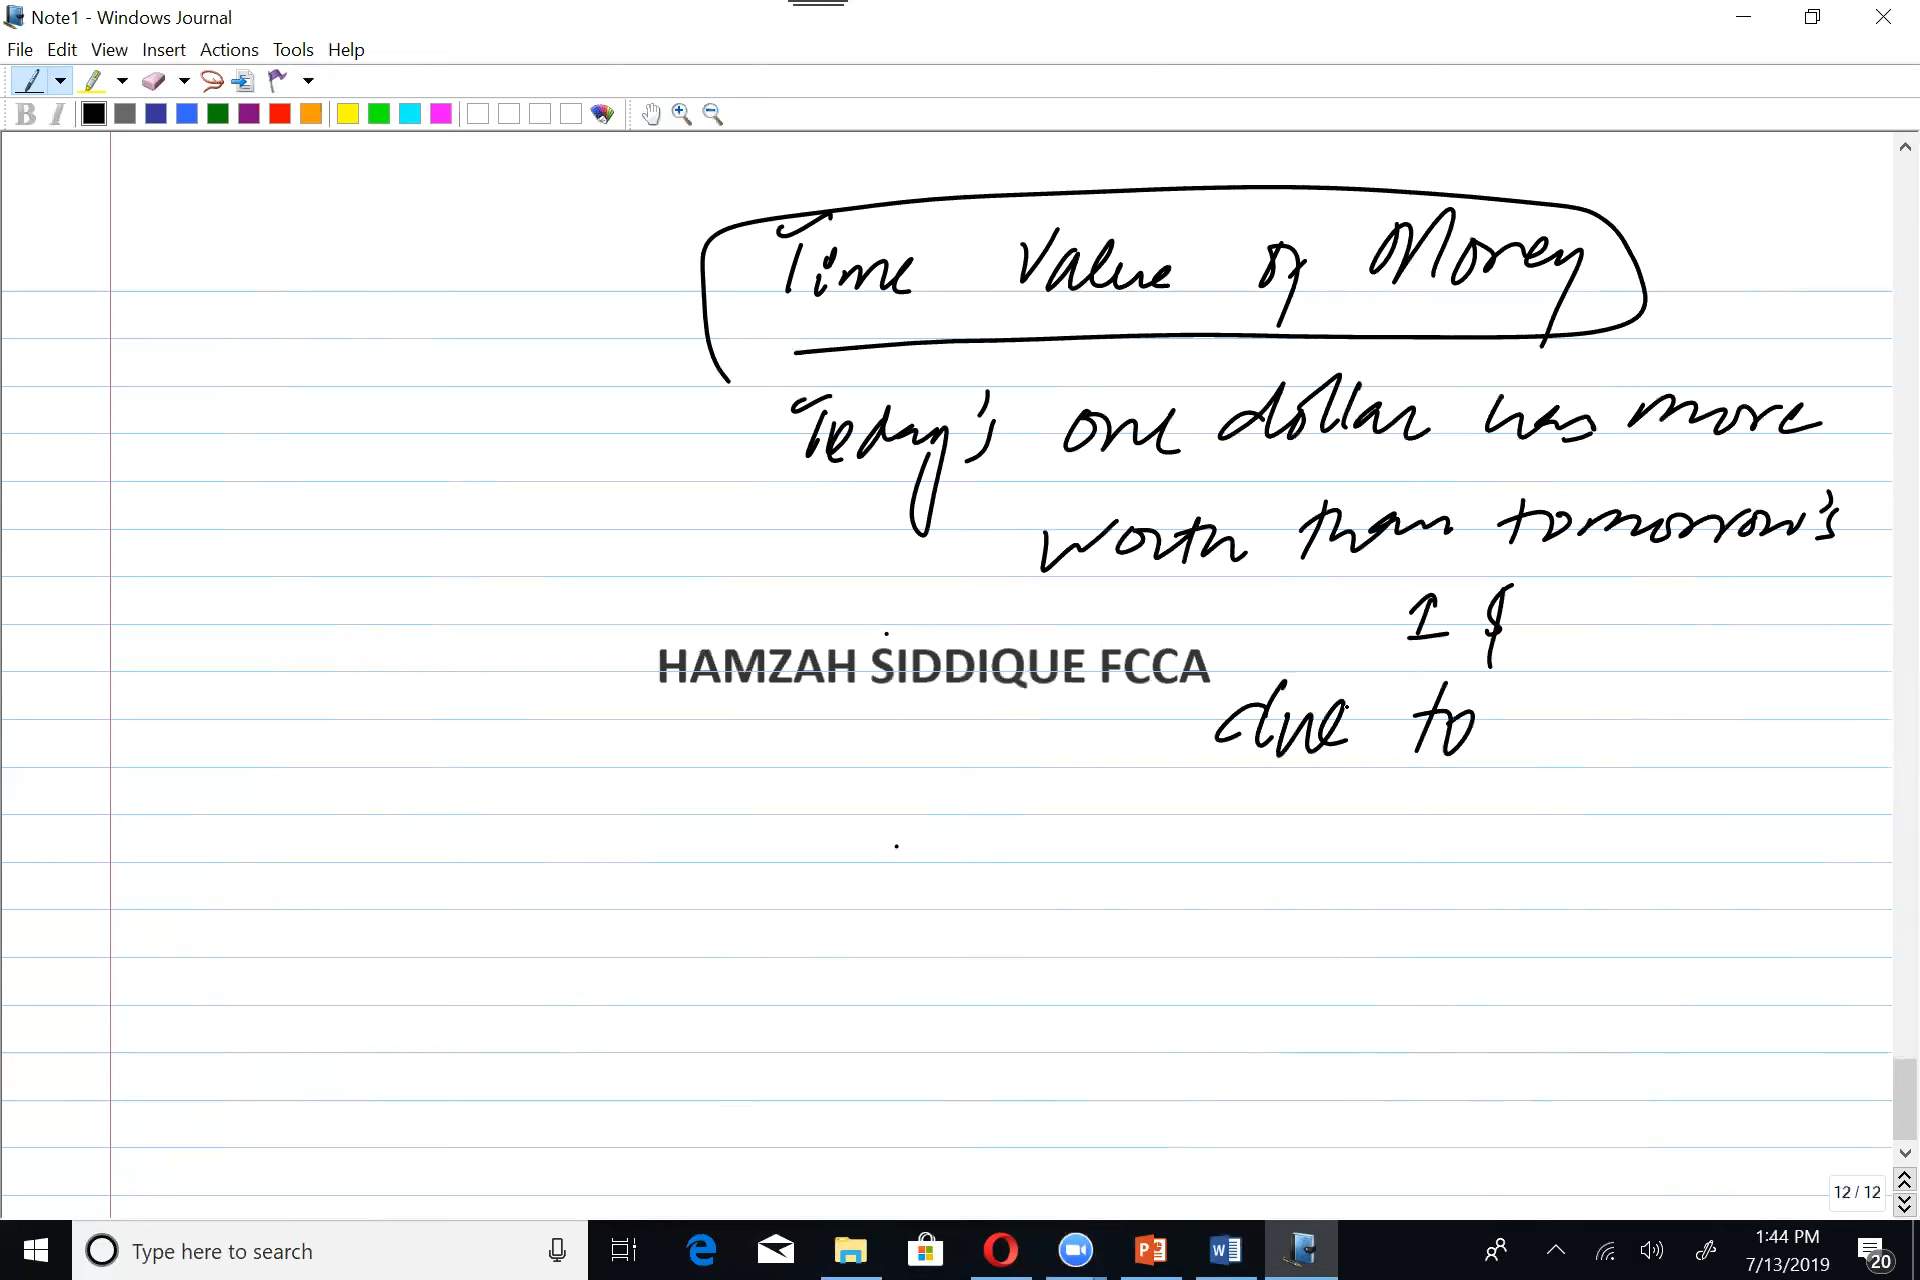 Note1 - Windows Journal
File Edit View Insert Actions Tools Help
B I
Time Value of Money
Today's one dollar has more
worth than tomorrow's
1 $
HAMZAH SIDDIQUE FCCA
due to
12 / 12
Type here to search
1:44 PM
7/13/2019
20